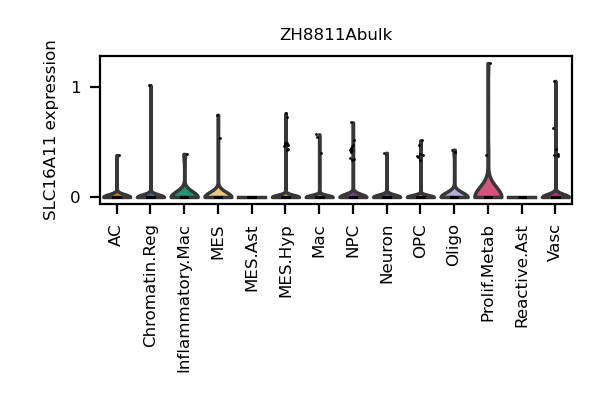 ZH8811Abulk
SLC16A11 expression
1
0
AC
Chromatin.Reg
Inflammatory.Mac
MES
MES.Ast
MES.Hyp
Mac
NPC
Neuron
OPC
Oligo
Prolif.Metab
Reactive.Ast
Vasc